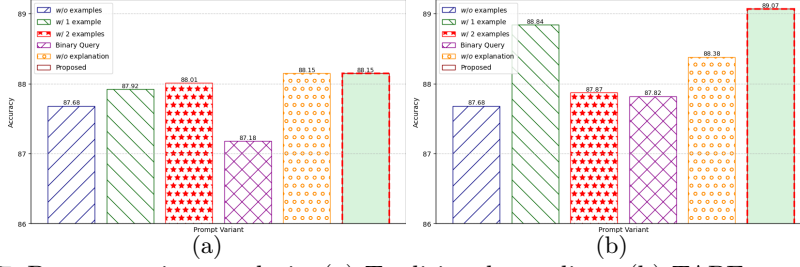 89
88
87
86
Accuracy
w/o examples
w/ 1 example
w/ 2 examples
Binary Query
w/o explanation
Proposed
87.68
87.92
88.01
87.18
88.15
88.15
Prompt Variant
(a)
89
88
87
86
Accuracy
w/o examples
w/ 1 example
w/ 2 examples
Binary Query
w/o explanation
Proposed
87.68
88.84
87.87
87.82
88.38
89.07
Prompt Variant
(b)